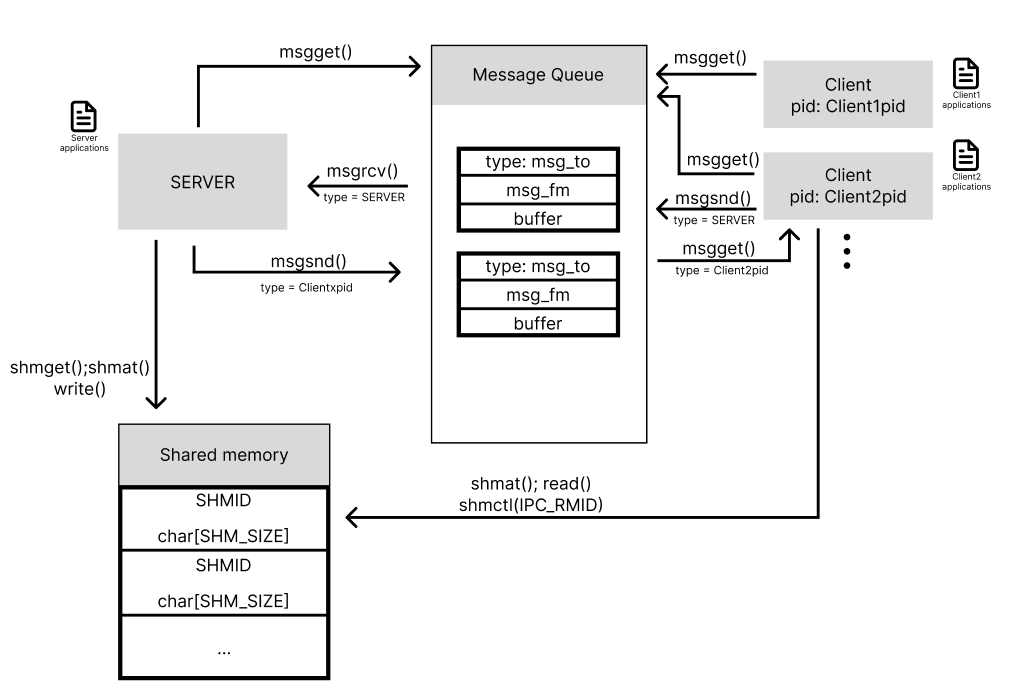 msgget()
Message Queue
msgget()
Client
pid: Client1pid
Client1
applications
Server
applications
SERVER
msgrcv()
type = SERVER
type: msg_to
msg_fm
buffer
msgget()
Client
pid: Client2pid
Client2
applications
msgsnd()
type = SERVER
msgsnd()
type = Clientxpid
type: msg_to
msg_fm
buffer
msgget()
type = Client2pid
shmget();shmat()
write()
Shared memory
SHMID
char[SHM_SIZE]
SHMID
char[SHM_SIZE]
...
shmat(); read()
shmctl(IPC_RMID)